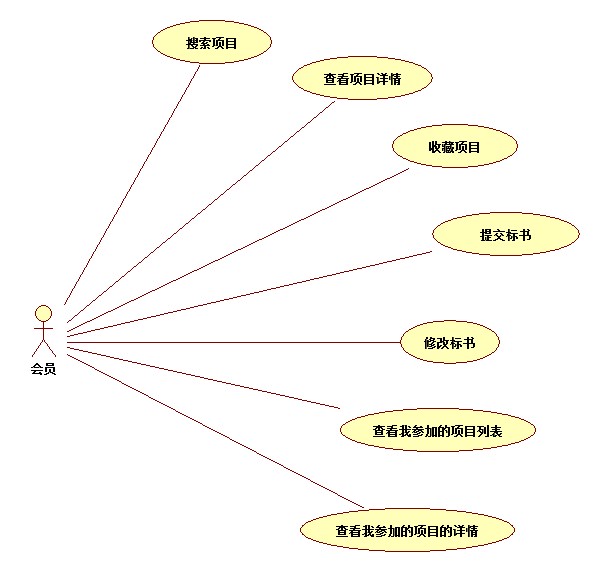 搜索项目
查看项目详情
收藏项目
提交标书
会员
修改标书
查看我参加的项目列表
查看我参加的项目的详情